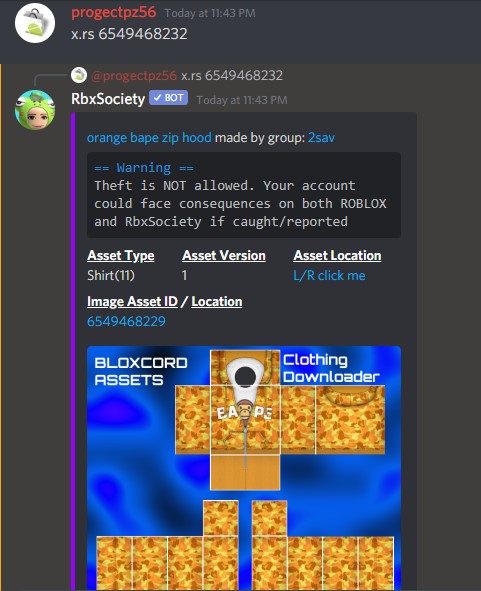 progectpz56 Today at 11:43 PM
x.rs 6549468232
@progectpz56 x.rs 6549468232
RbxSociety ✓ BOT Today at 11:43 PM
orange bape zip hood made by group: 2sav
== Warning ==
Theft is NOT allowed. Your account
could face consequences on both ROBLOX
and RbxSociety if caught/reported
Asset Type Asset Version Asset Location
Shirt(11) 1 L/R click me
Image Asset ID / Location
6549468229
BLOXCORD
ASSETS
Clothing
Downloader